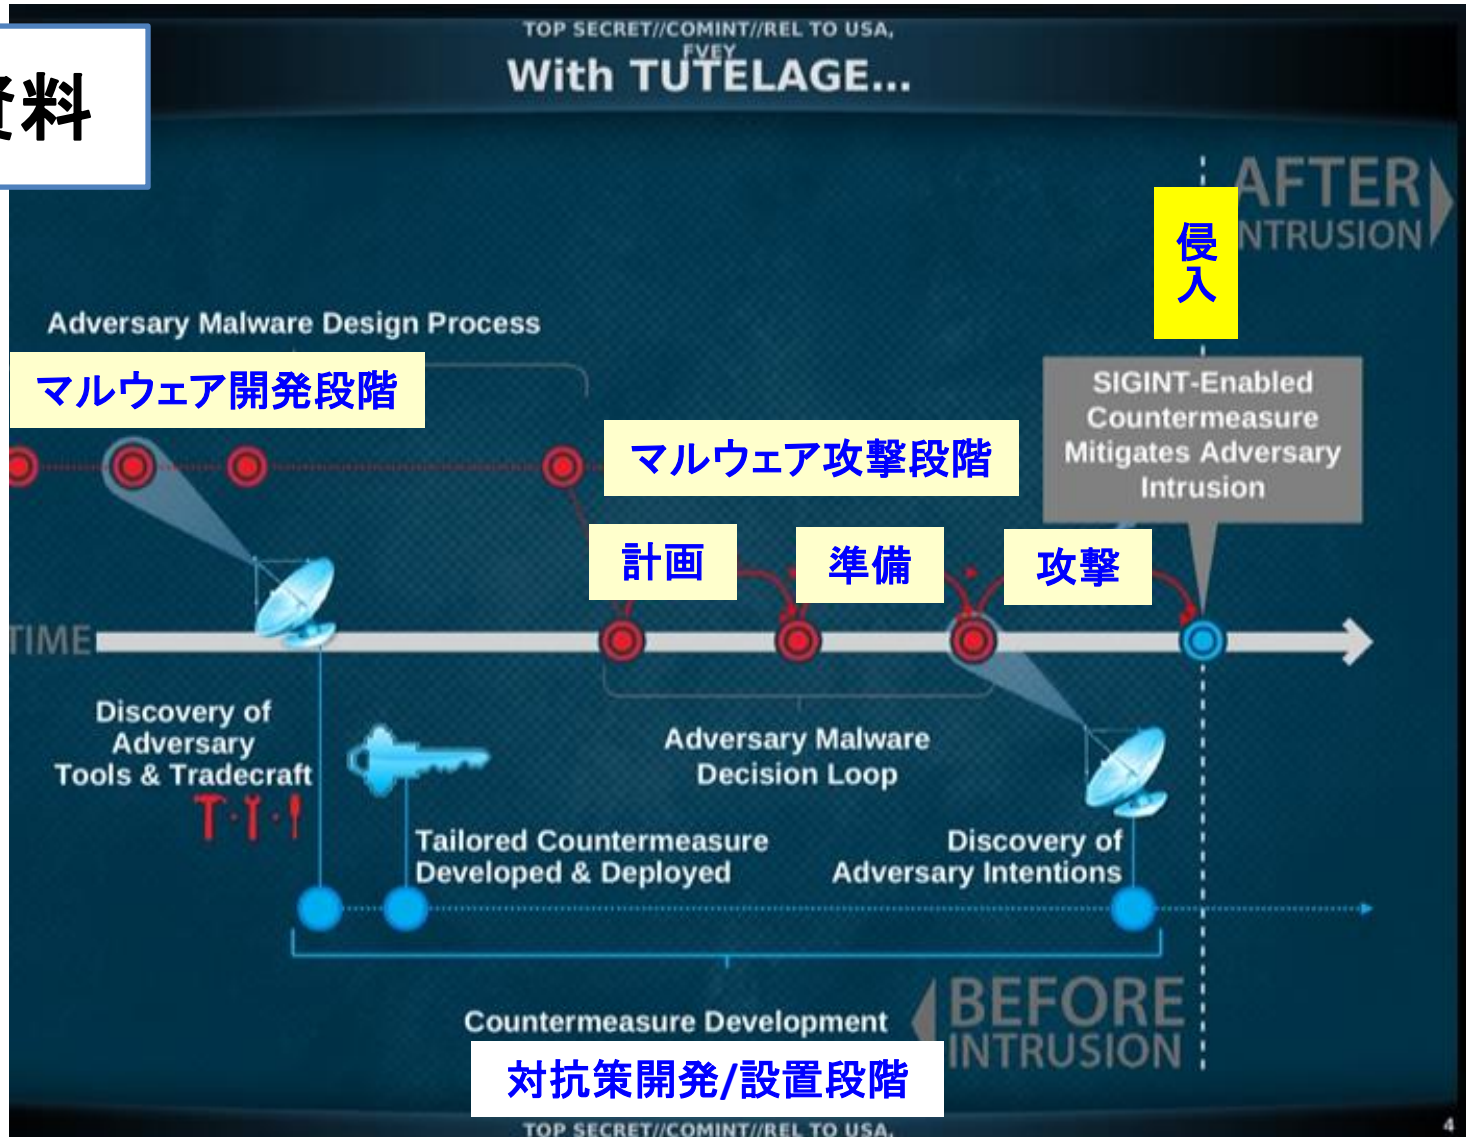 TOP SECRET//COMINT//REL TO USA,
FVEY
With TUTELAGE...
資料
AFTER
INTRUSION
侵入
Adversary Malware Design Process
マルウェア開発段階
SIGINT-Enabled
Countermeasure
Mitigates Adversary
Intrusion
マルウェア攻撃段階
計画
準備
攻撃
TIME
Discovery of
Adversary
Tools & Tradecraft
Adversary Malware
Decision Loop
Tailored Countermeasure
Developed & Deployed
Discovery of
Adversary Intentions
BEFORE
INTRUSION
Countermeasure Development
対抗策開発/設置段階
TOP SECRET//COMINT//REL TO USA,
4